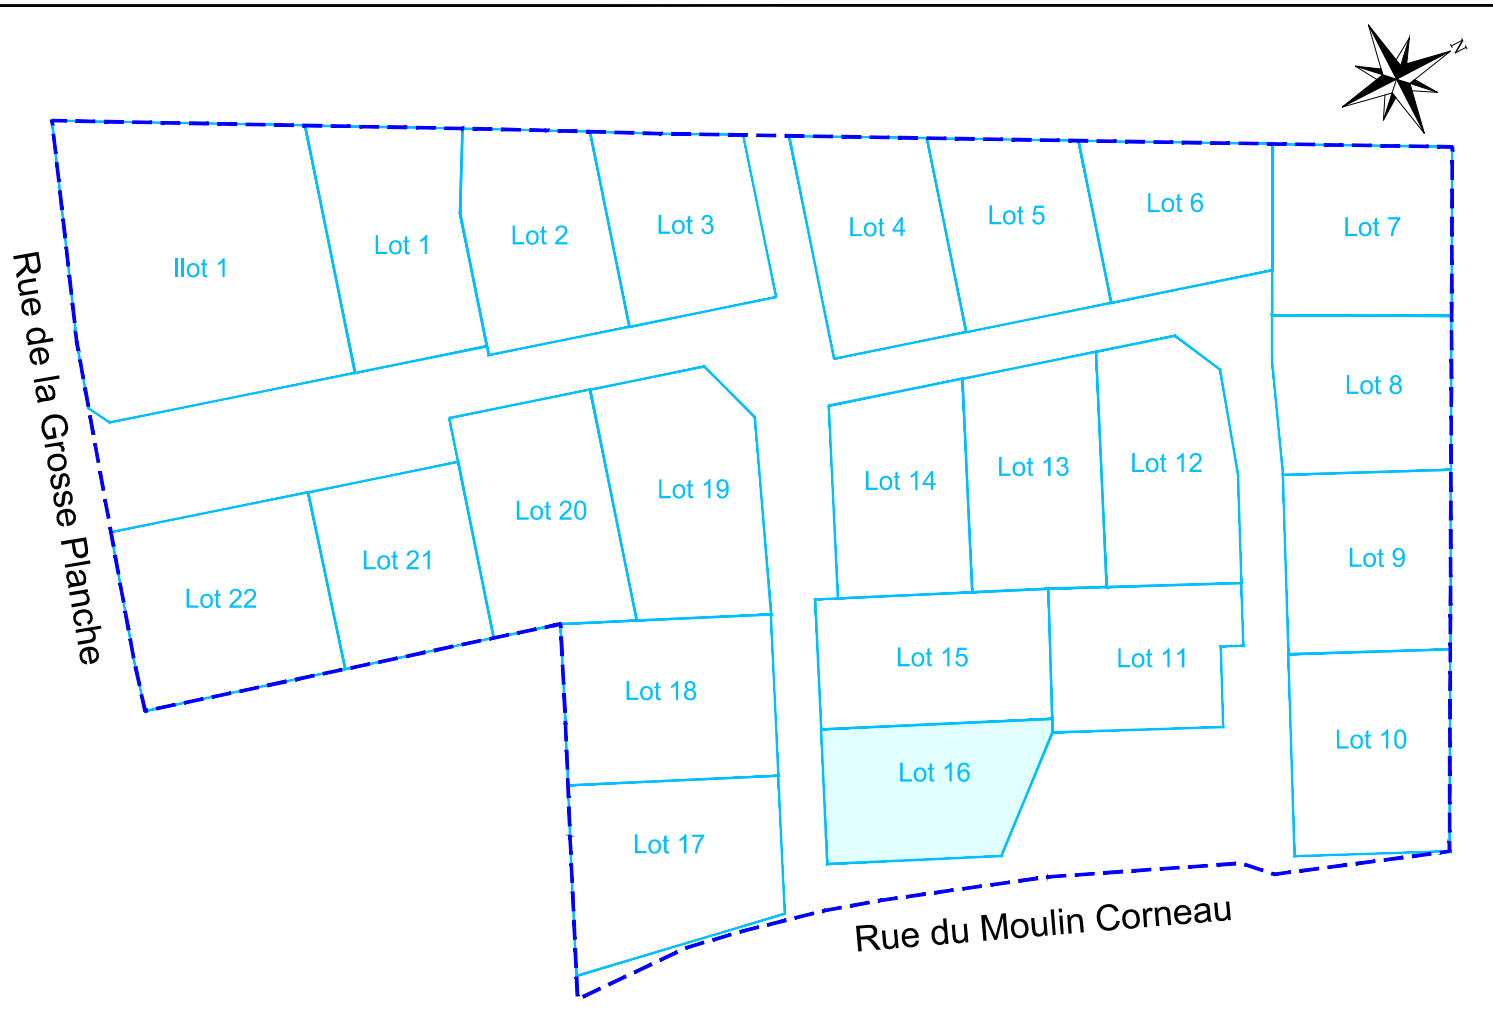 N
Lot 6
Lot 5
Lot 3
Lot 4
Lot 7
Lot 2
Lot 1
Ilot 1
Rue de la Grosse Planche
Lot 8
Lot 12
Lot 13
Lot 14
Lot 19
Lot 20
Lot 9
Lot 21
Lot 22
Lot 15
Lot 11
Lot 18
Lot 10
Lot 16
Lot 17
Rue du Moulin Corneau